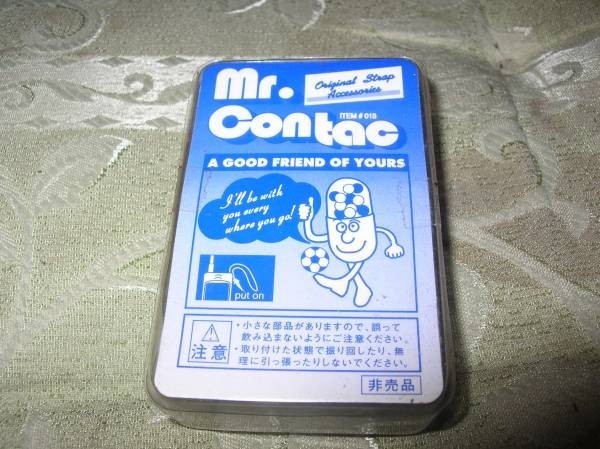 Mr.
Original Strap
Accessories
ITEM # 015
Contac
A GOOD FRIEND OF YOURS
I'll be with
you every
where you go!
put on
注意
・小さな部品がありますので、誤って
飲み込まないようにご注意ください。
・取り付けた状態で振り回したり、無
理に引っ張ったりしないでください。
非売品